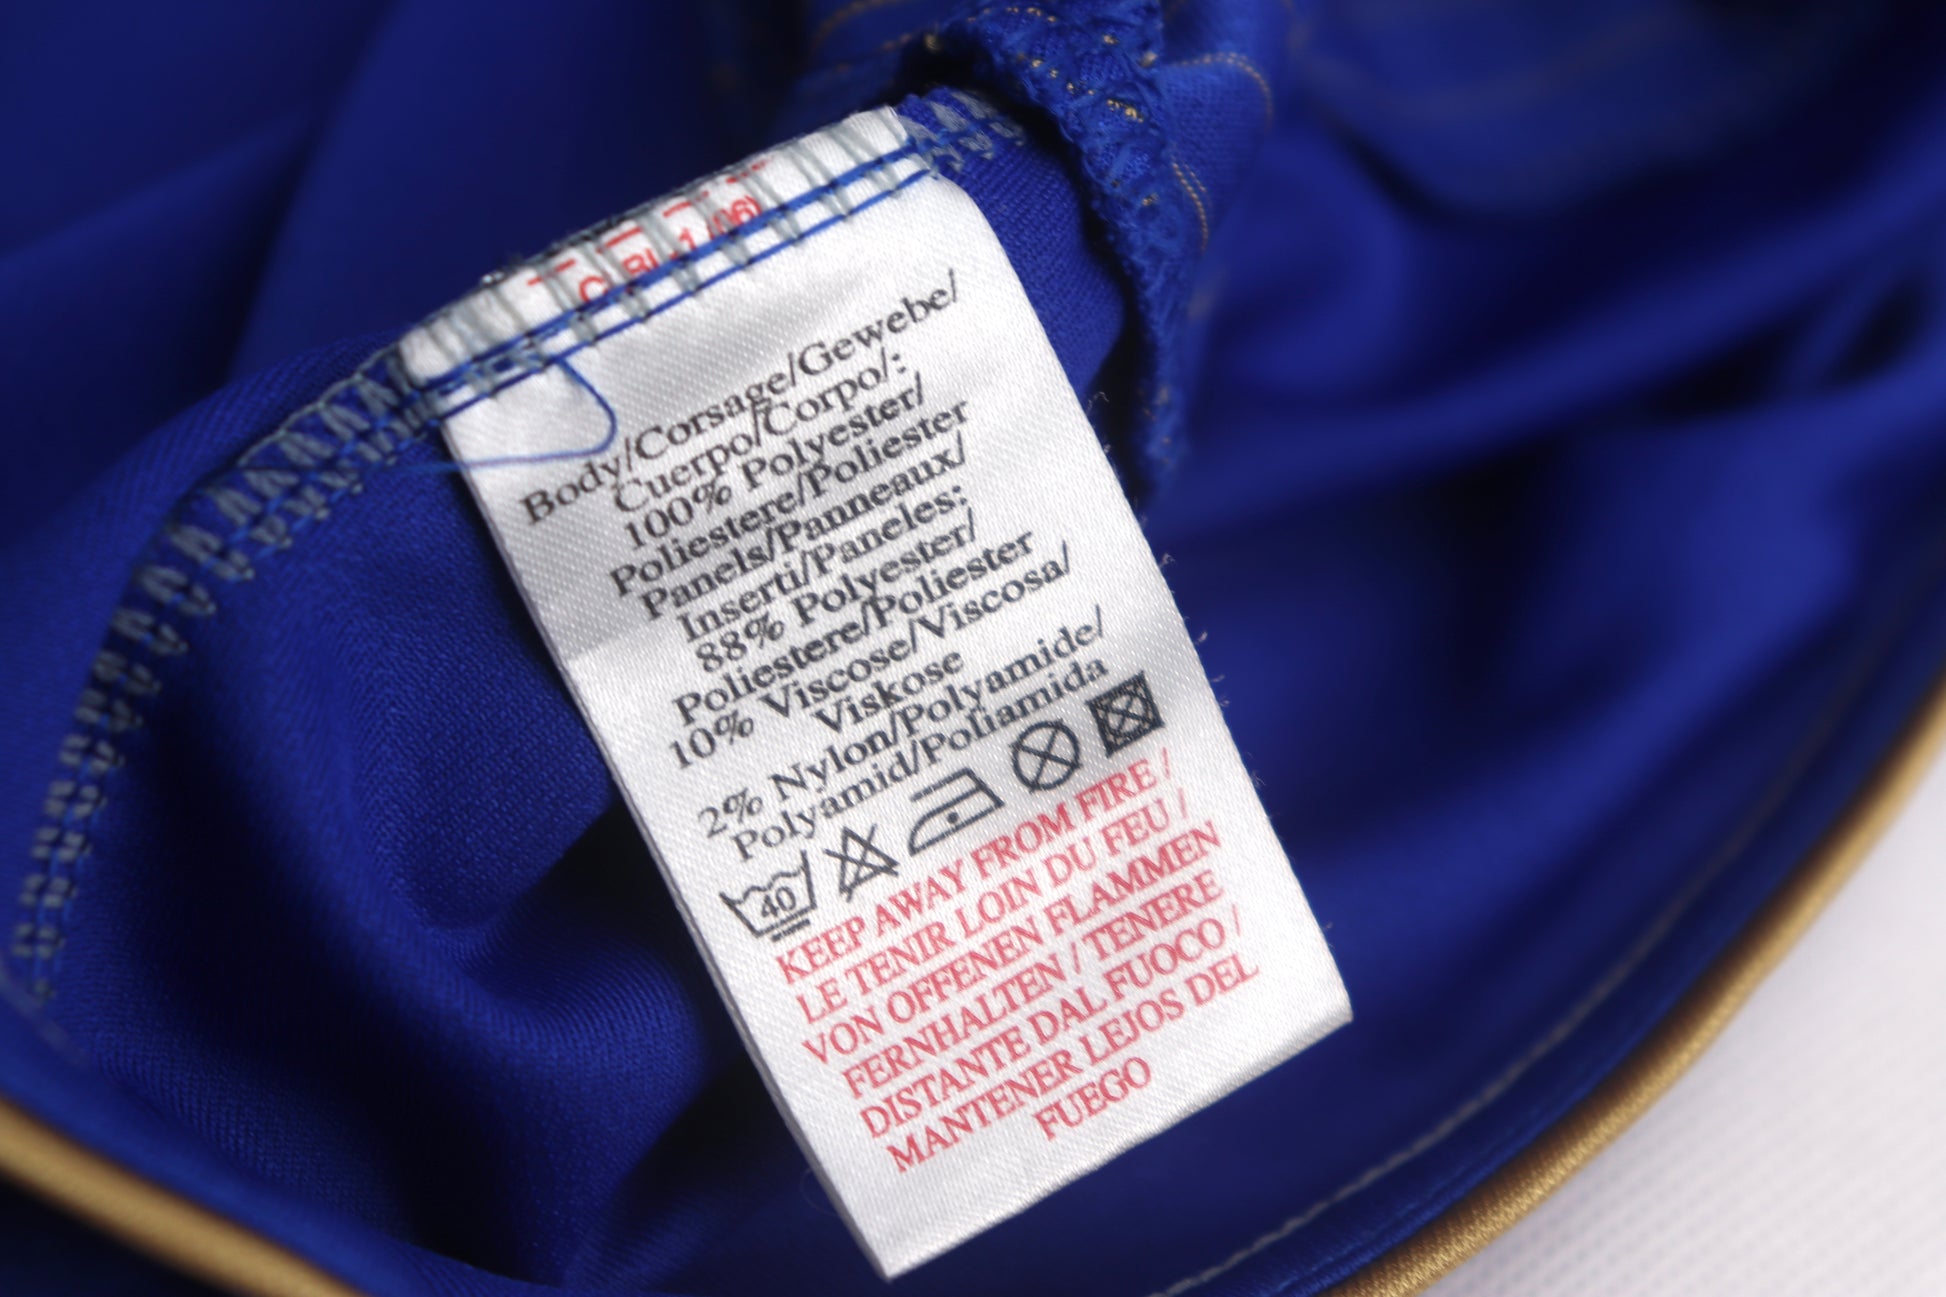 Body/Corsage/Gewebe/
Cuerpo/Corpo/:
100% Polyester/
Poliestere/Poliester
Panels/Panneaux/
Inserti/Paneles:
88% Polyester/
Poliestere/Poliester
10% Viscose/Viscosa/
Viskose
2% Nylon/Polyamide/
Polyamid/Poliamida
40
KEEP AWAY FROM FIRE /
LE TENIR LOIN DU FEU /
VON OFFENEN FLAMMEN
FERNHALTEN / TENERE
DISTANTE DAL FUOCO /
MANTENER LEJOS DEL
FUEGO